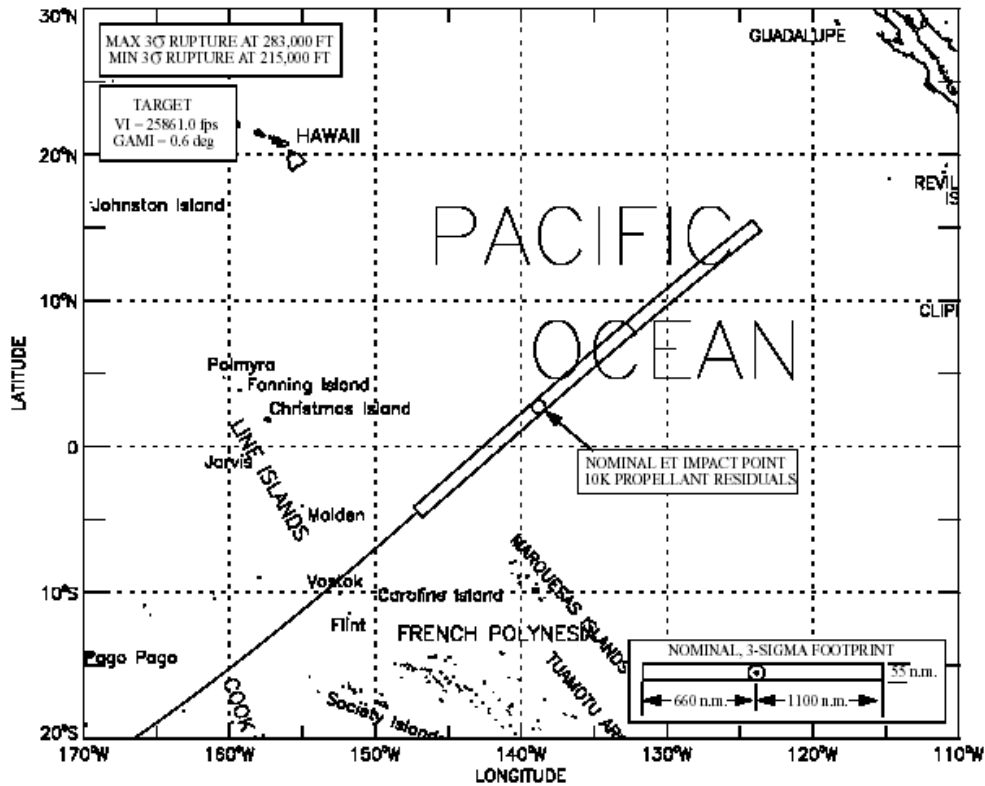 30°N
MAX 3σ RUPTURE AT 283,000 FT
MIN 3σ RUPTURE AT 215,000 FT
GUADALUPE
TARGET
VI – 25861.0 fps
GAMI – 0.6 deg
HAWAII
20°N
Johnston Island
REVIL
IS
PACIFIC
10°N
CLIPI
OCEAN
LATITUDE
Palmyra
Fanning Island
Christmas Island
0
LINE ISLANDS
Jarvis
NOMINAL ET IMPACT POINT
10K PROPELLANT RESIDUALS
Malden
MARQUESAS ISLANDS
Vostok
10°S
Caroline Island
Flint
FRENCH POLYNESIA
Pago Pago
TUAMOTU AR
NOMINAL, 3-SIGMA FOOTPRINT
55 n.m.
660 n.m.
1100 n.m.
COOK
Society Island
20°S
170°W
160°W
150°W
140°W
130°W
120°W
110°W
LONGITUDE